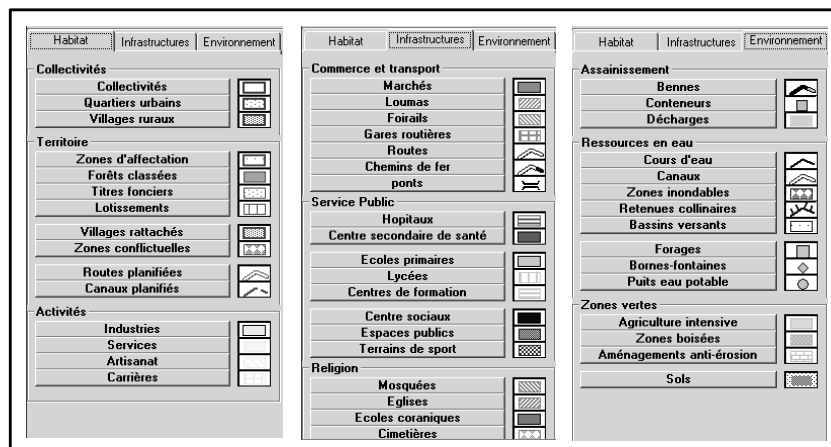 Habitat Infrastructures Environnement
Collectivités
Collectivités
Quartiers urbains
Villages ruraux
Territoire
Zones d'affectation
Forêts classées
Titres fonciers
Lotissements
Villages rattachés
Zones conflictuelles
Routes planifiées
Canaux planifiés
Activités
Industries
Services
Artisanat
Carrières
Habitat Infrastructures Environnement
Commerce et transport
Marchés
Loumas
Foirails
Gares routières
Routes
Chemins de fer
ponts
Service Public
Hopitaux
Centre secondaire de santé
Ecoles primaires
Lycées
Centres de formation
Centre sociaux
Espaces publics
Terrains de sport
Religion
Mosquées
Eglises
Ecoles coraniques
Cimetières
Habitat Infrastructures Environnement
Assainissement
Bennes
Conteneurs
Décharges
Ressources en eau
Cours d'eau
Canaux
Zones inondables
Retenues collinaires
Bassins versants
Forages
Bornes-fontaines
Puits eau potable
Zones vertes
Agriculture intensive
Zones boisées
Aménagements anti-érosion
Sols